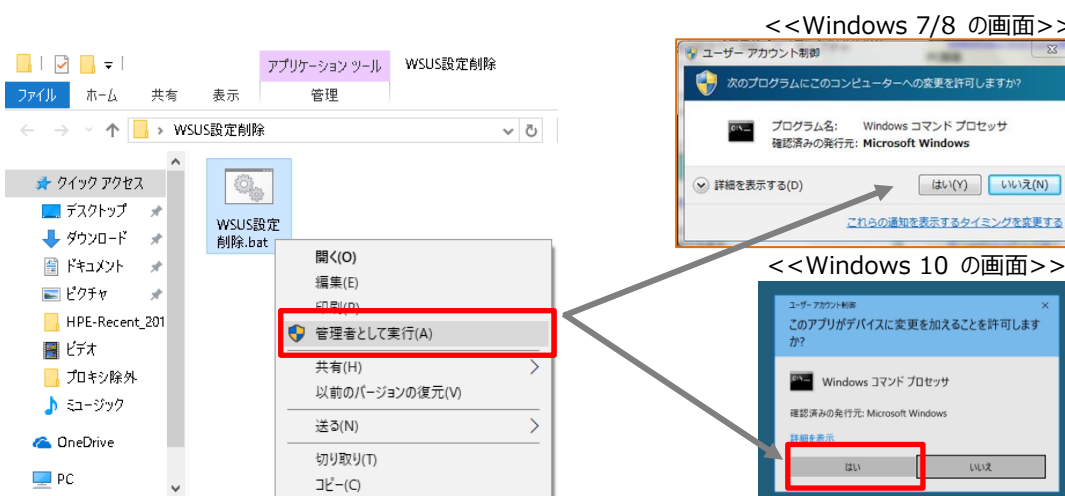 <<Windows 7/8 の画面>>
アプリケーション ツール WSUS設定削除
ファイル ホーム 共有 表示 管理
WSUS設定削除
クイック アクセス
デスクトップ
ダウンロード
ドキュメント
ピクチャ
HPE-Recent_201
ビデオ
プロキシ除外
ミュージック
OneDrive
PC
WSUS設定
削除.bat
開く(O)
編集(E)
印刷(P)
管理者として実行(A)
共有(H)
以前のバージョンの復元(V)
送る(N)
切り取り(T)
コピー(C)
ユーザー アカウント制御
次のプログラムにこのコンピューターへの変更を許可しますか?
プログラム名: Windows コマンド プロセッサ
確認済みの発行元: Microsoft Windows
詳細を表示する(D) はい(Y) いいえ(N)
これらの通知を表示するタイミングを変更する
<<Windows 10 の画面>>
ユーザー アカウント制御
このアプリがデバイスに変更を加えることを許可します
か?
Windows コマンド プロセッサ
確認済みの発行元: Microsoft Windows
詳細を表示
はい いいえ